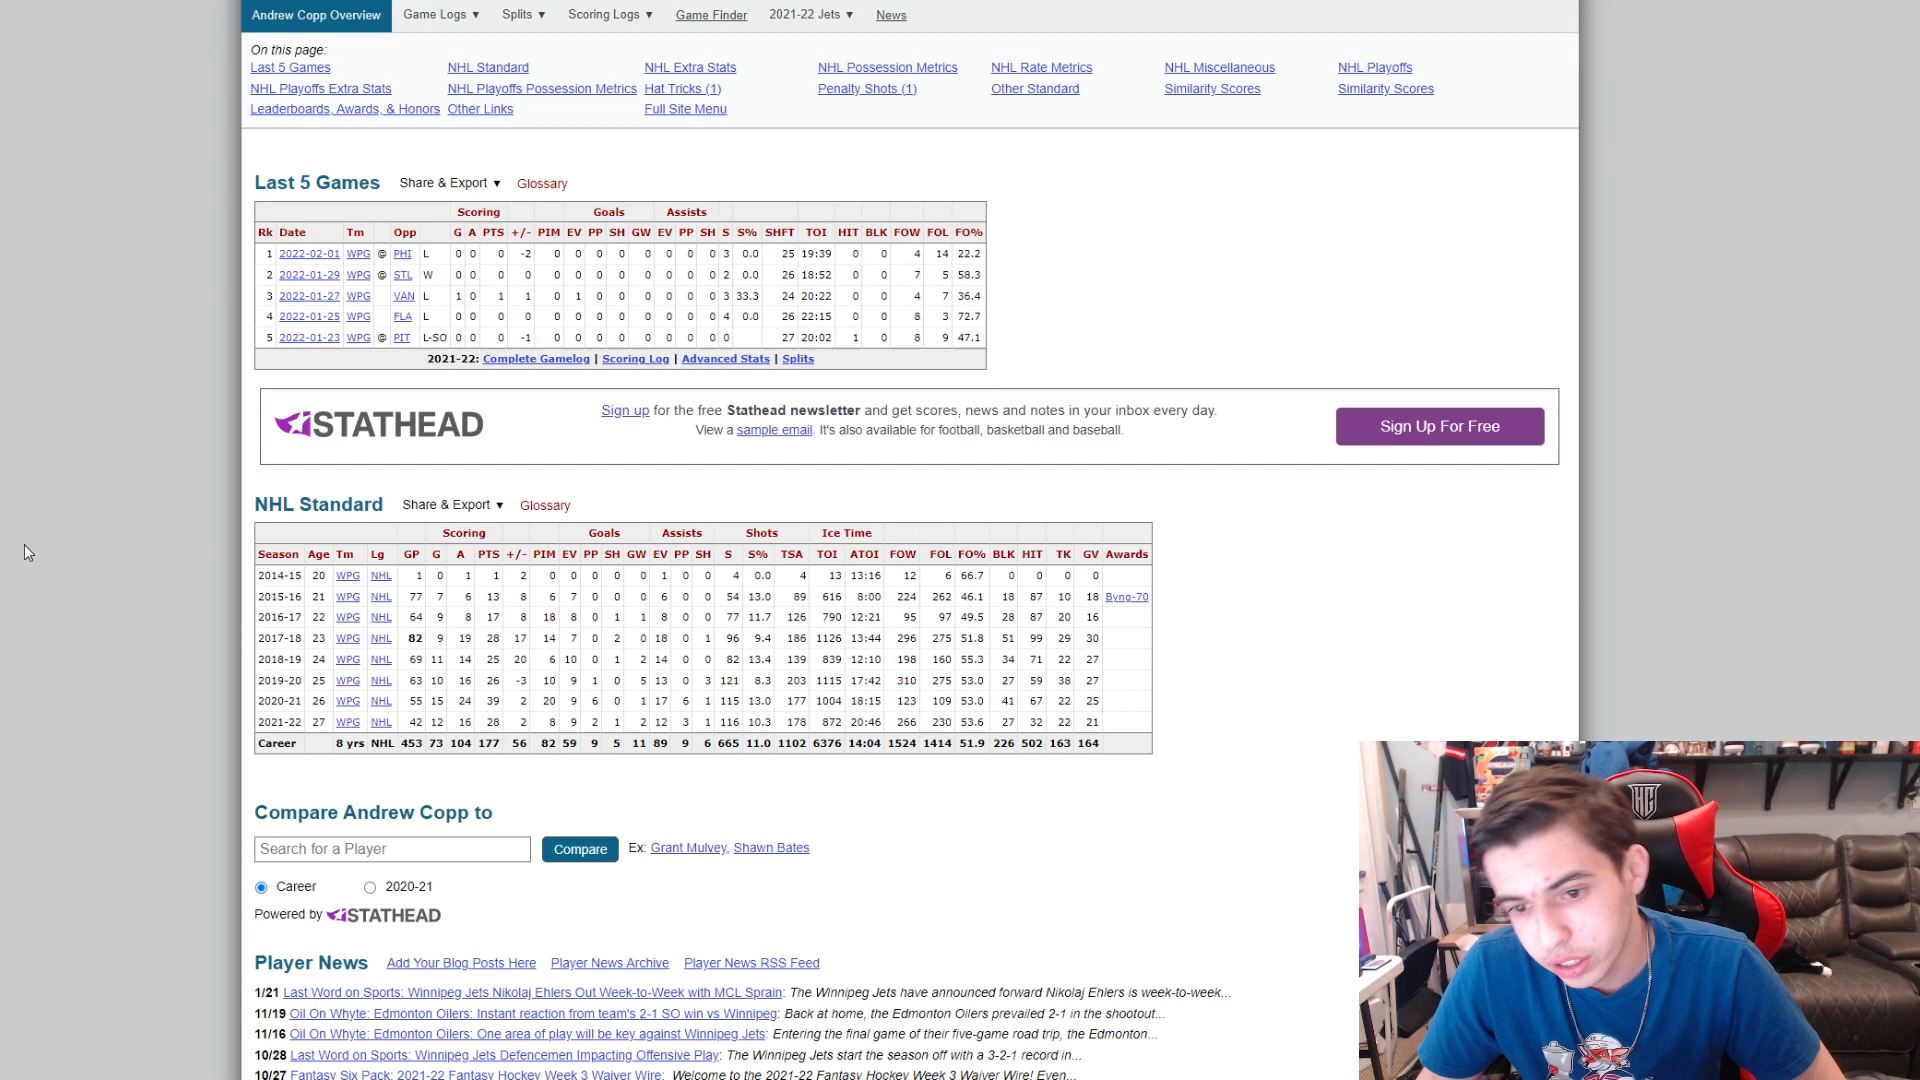 Andrew Copp Overview Game Logs ▼ Splits ▼ Scoring Logs ▼ Game Finder 2021-22 Jets ▼ News
On this page:
Last 5 Games NHL Standard NHL Extra Stats NHL Possession Metrics NHL Rate Metrics NHL Miscellaneous NHL Playoffs
NHL Playoffs Extra Stats NHL Playoffs Possession Metrics Hat Tricks (1) Penalty Shots (1) Other Standard Similarity Scores Similarity Scores
Leaderboards, Awards, & Honors Other Links Full Site Menu
Last 5 Games Share & Export ▼ Glossary
Scoring Goals Assists
Rk Date Tm Opp G A PTS +/- PIM EV PP SH GW EV PP SH S S% SHFT TOI HIT BLK FOW FOL FO%
1 2022-02-01 WPG @ PHI L 0 0 0 -2 0 0 0 0 0 0 0 0 3 0.0 25 19:39 0 0 4 14 22.2
2 2022-01-29 WPG @ STL W 0 0 0 0 0 0 0 0 0 0 0 0 2 0.0 26 18:52 0 0 7 5 58.3
3 2022-01-27 WPG VAN L 1 0 1 1 0 1 0 0 0 0 0 0 3 33.3 24 20:22 0 0 4 7 36.4
4 2022-01-25 WPG FLA L 0 0 0 0 0 0 0 0 0 0 0 0 4 0.0 26 22:15 0 0 8 3 72.7
5 2022-01-23 WPG @ PIT L-SO 0 0 0 -1 0 0 0 0 0 0 0 0 0 27 20:02 1 0 8 9 47.1
2021-22: Complete Gamelog | Scoring Log | Advanced Stats | Splits
STATHEAD
Sign up for the free Stathead newsletter and get scores, news and notes in your inbox every day.
View a sample email. It's also available for football, basketball and baseball.
Sign Up For Free
NHL Standard Share & Export ▼ Glossary
Scoring Goals Assists Shots Ice Time
Season Age Tm Lg GP G A PTS +/- PIM EV PP SH GW EV PP SH S S% TSA TOI ATOI FOW FOL FO% BLK HIT TK GV Awards
2014-15 20 WPG NHL 1 0 1 1 2 0 0 0 0 0 1 0 0 4 0.0 4 13 13:16 12 6 66.7 0 0 0 0
2015-16 21 WPG NHL 77 7 6 13 8 6 7 0 0 0 6 0 0 54 13.0 89 616 8:00 224 262 46.1 18 87 10 18 Byng-70
2016-17 22 WPG NHL 64 9 8 17 8 18 8 0 1 1 8 0 0 77 11.7 126 790 12:21 95 97 49.5 28 87 20 16
2017-18 23 WPG NHL 82 9 19 28 17 14 7 0 2 0 18 0 1 96 9.4 186 1126 13:44 296 275 51.8 51 99 29 30
2018-19 24 WPG NHL 69 11 14 25 20 6 10 0 1 2 14 0 0 82 13.4 139 839 12:10 198 160 55.3 34 71 22 27
2019-20 25 WPG NHL 63 10 16 26 -3 10 9 1 0 5 13 0 3 121 8.3 203 1115 17:42 310 275 53.0 27 59 38 27
2020-21 26 WPG NHL 55 15 24 39 2 20 9 6 0 1 17 6 1 115 13.0 177 1004 18:15 123 109 53.0 41 67 22 25
2021-22 27 WPG NHL 42 12 16 28 2 8 9 2 1 2 12 3 1 116 10.3 178 872 20:46 266 230 53.6 27 32 22 21
Career 8 yrs NHL 453 73 104 177 56 82 59 9 5 11 89 9 6 665 11.0 1102 6376 14:04 1524 1414 51.9 226 502 163 164
Compare Andrew Copp to
Search for a Player Compare Ex: Grant Mulvey, Shawn Bates
Career 2020-21
Powered by STATHEAD
Player News Add Your Blog Posts Here Player News Archive Player News RSS Feed
1/21 Last Word on Sports: Winnipeg Jets Nikolaj Ehlers Out Week-to-Week with MCL Sprain: The Winnipeg Jets have announced forward Nikolaj Ehlers is week-to-week...
11/19 Oil On Whyte: Edmonton Oilers: Instant reaction from team's 2-1 SO win vs Winnipeg: Back at home, the Edmonton Oilers prevailed 2-1 in the shootout...
11/16 Oil On Whyte: Edmonton Oilers: One area of play will be key against Winnipeg Jets: Entering the final game of their five-game road trip, the Edmonton...
10/28 Last Word on Sports: Winnipeg Jets Defencemen Impacting Offensive Play: The Winnipeg Jets start the season off with a 3-2-1 record in...
10/27 Fantasy Six Pack: 2021-22 Fantasy Hockey Week 3 Waiver Wire: Welcome to the 2021-22 Fantasy Hockey Week 3 Waiver Wire! Even...